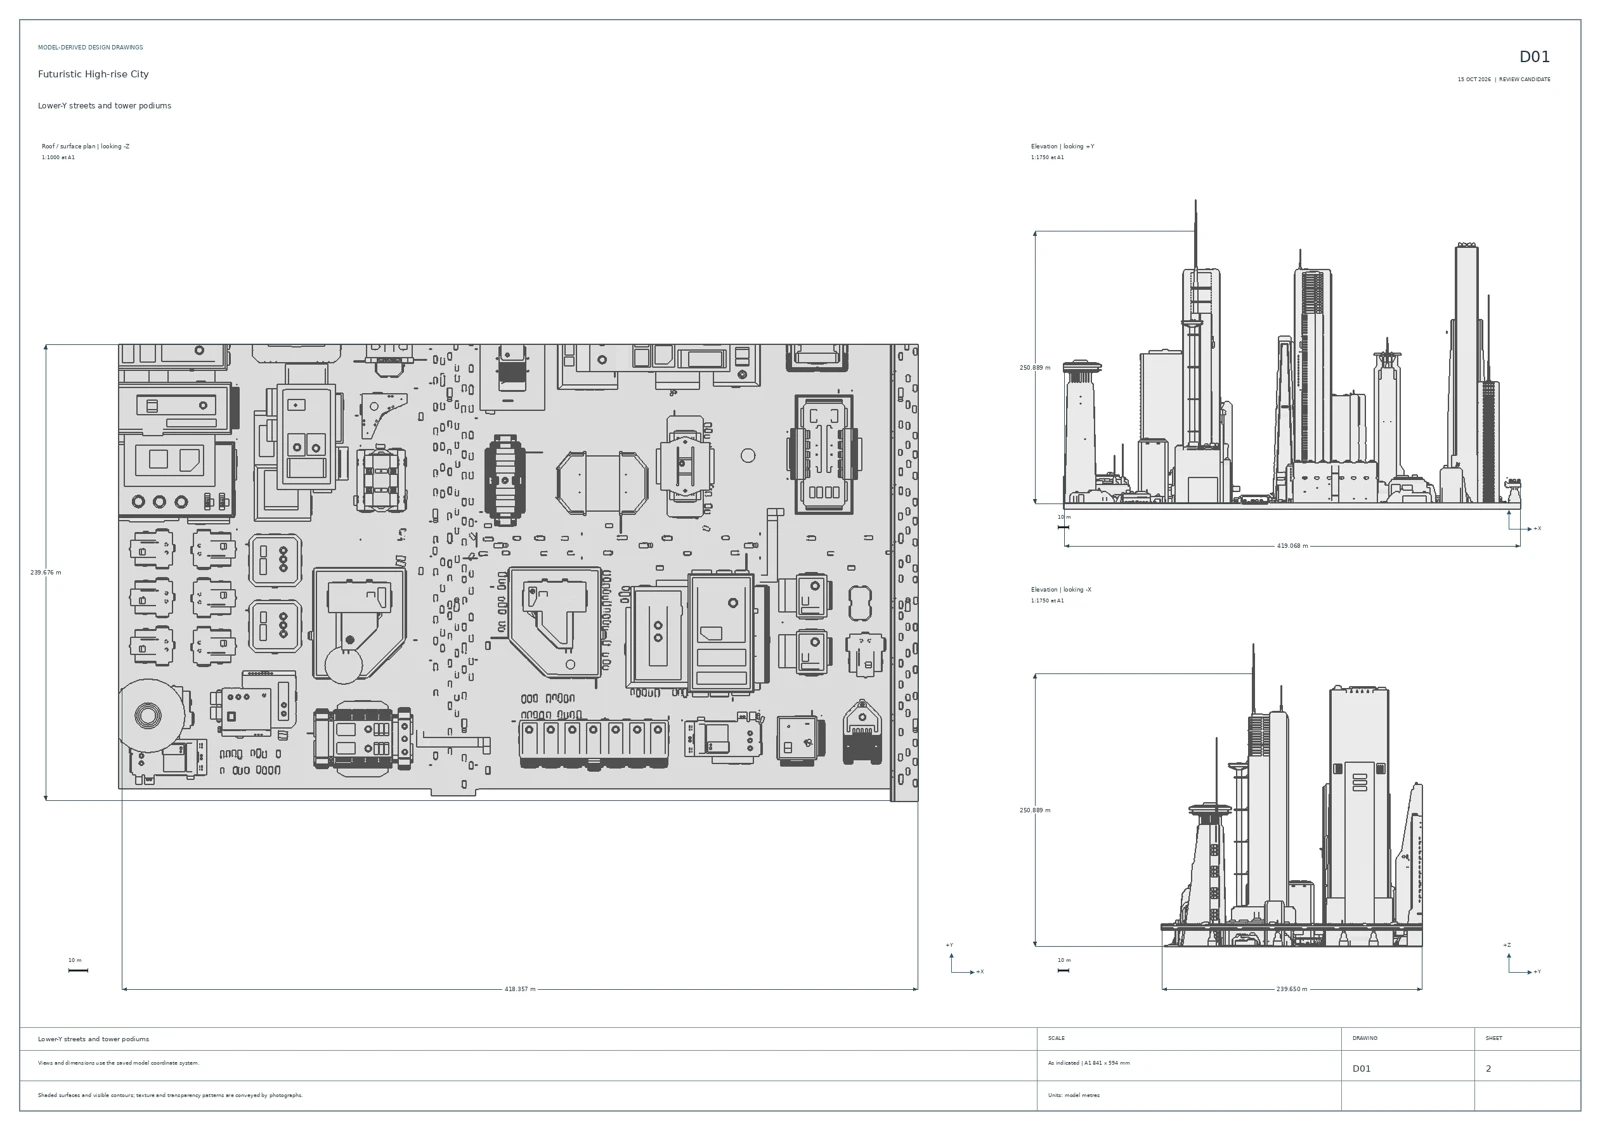 MODEL-DERIVED DESIGN DRAWINGS
Futuristic High-rise City
Lower-Y streets and tower podiums
D01
15 OCT 2026 | REVIEW CANDIDATE
Roof / surface plan | looking -Z
1:1000 at A1
239.676 m
418.357 m
10 m
+Y
+X
Elevation | looking +Y
1:1750 at A1
250.889 m
10 m
419.068 m
+X
Elevation | looking -X
1:1750 at A1
250.889 m
10 m
239.650 m
+Z
+Y
Lower-Y streets and tower podiums
Views and dimensions use the saved model coordinate system.
Shaded surfaces and visible contours; texture and transparency patterns are conveyed by photographs.
SCALE
As indicated | A1 841 x 594 mm
Units: model metres
DRAWING
D01
SHEET
2